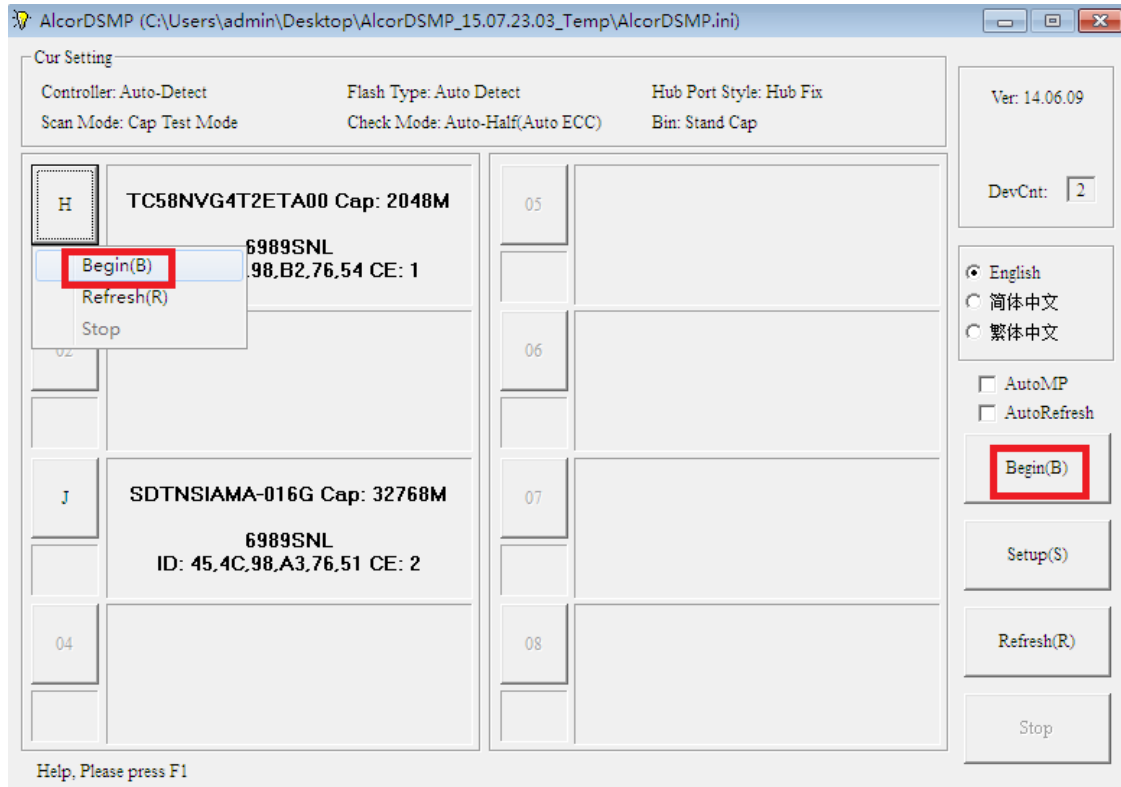 AlcorDSMP (C:\Users\admin\Desktop\AlcorDSMP_15.07.23.03_Temp\AlcorDSMP.ini)
Cur Setting
Controller: Auto-Detect
Flash Type: Auto Detect
Hub Port Style: Hub Fix
Scan Mode: Cap Test Mode
Check Mode: Auto-Half(Auto ECC)
Bin: Stand Cap
Ver: 14.06.09
DevCnt: 2
H
TC58NVG4T2ETA00 Cap: 2048M
6989SNL
.98,B2,76,54 CE: 1
Begin(B)
Refresh(R)
Stop
02
J
SDTNSIAMA-016G Cap: 32768M
6989SNL
ID: 45,4C,98,A3,76,51 CE: 2
04
05
06
07
08
English
简体中文
繁体中文
AutoMP
AutoRefresh
Begin(B)
Setup(S)
Refresh(R)
Stop
Help, Please press F1